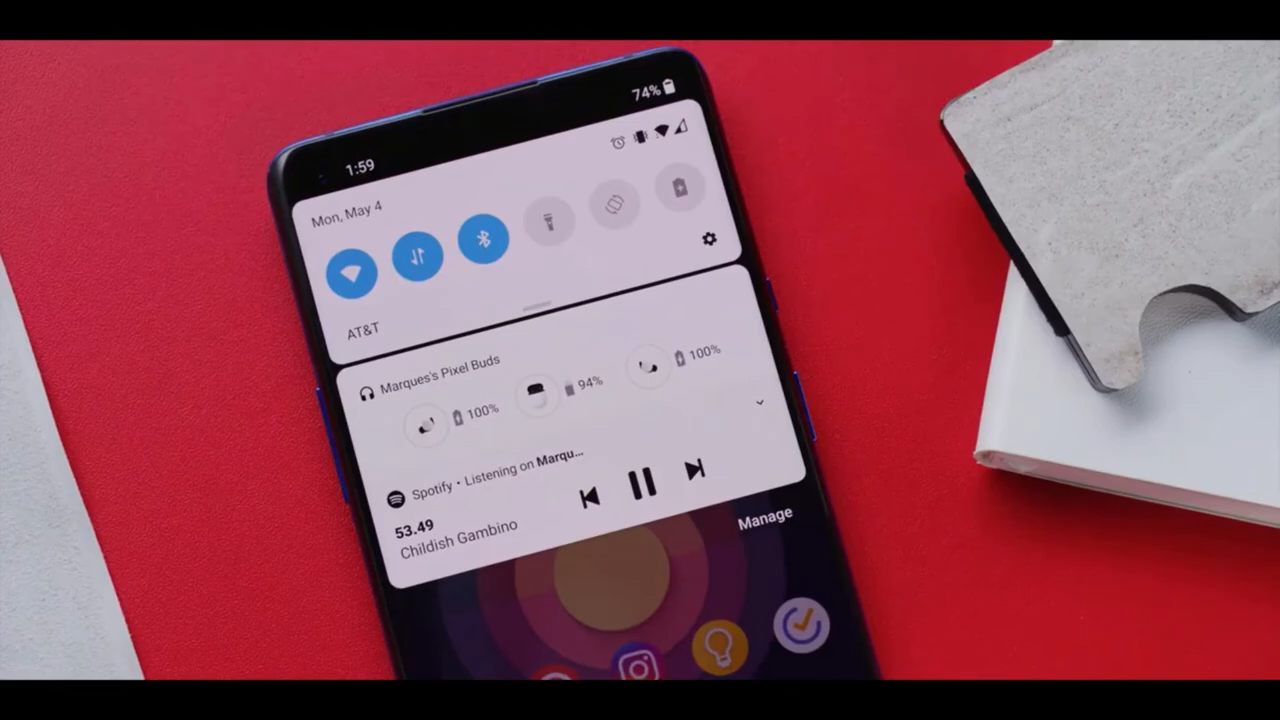 74%
1:59
Mon, May 4
AT&T
Marques's Pixel Buds
100%
94%
100%
Spotify • Listening on Marqu...
53.49
Childish Gambino
Manage